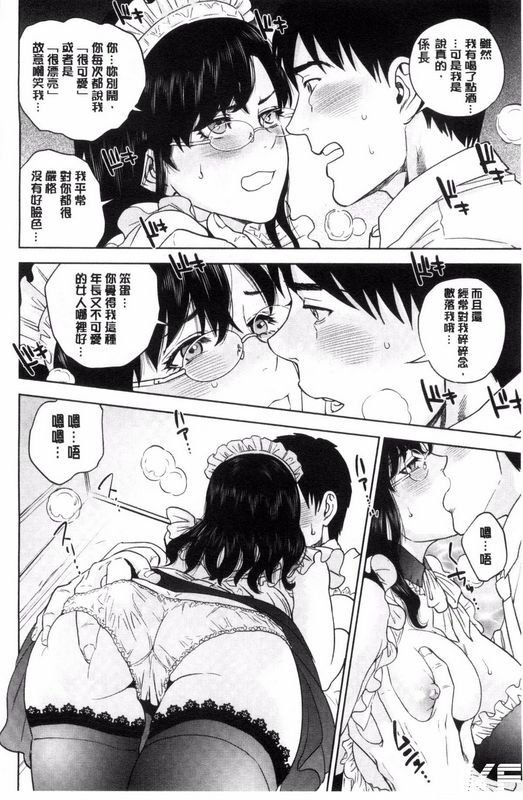 雖然
我有喝了點酒
…可是我是
說真的，
係長
你…妳別鬧，
你每次都說我
「很可愛」
或者是
「很漂亮」
故意嘲笑我…
我平常
對你都很
嚴格
沒有好臉色…
而且還
經常對我碎碎念，
數落我哦…
笨蛋…
你覺得我這種
年長又不可愛
的女人哪裡好…
嗯…唔
嗯…唔
嗯嗯…